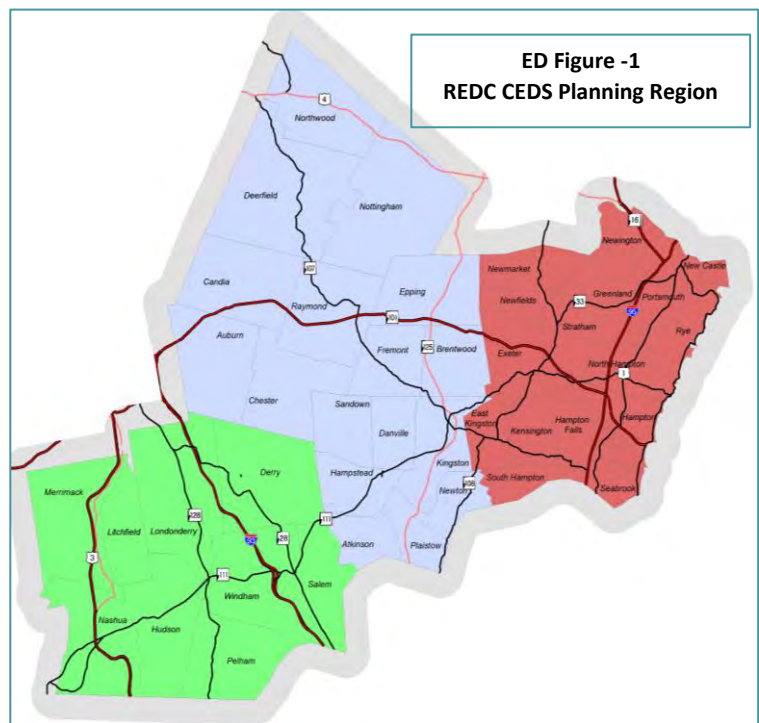 ED Figure -1
REDC CEDS Planning Region
4
Northwood
Deerfield
Nottingham
16
Newington
Candia
107
Raymond
Epping
Newmarket
New Castle
Newfields
33
Greenland
Portsmouth
95
Stratham
Rye
Auburn
101
Fremont
125
Brentwood
Exeter
North Hampton
1
Chester
Sandown
Danville
East
Kingston
Kensington
Hampton
Falls
Hampton
Derry
Hampstead
Kingston
Newton
108
South Hampton
Seabrook
Merrimack
Litchfield
Londonderry
128
111
3
93
28
Atkinson
Plaistow
111
Windham
Salem
Nashua
Hudson
Pelham